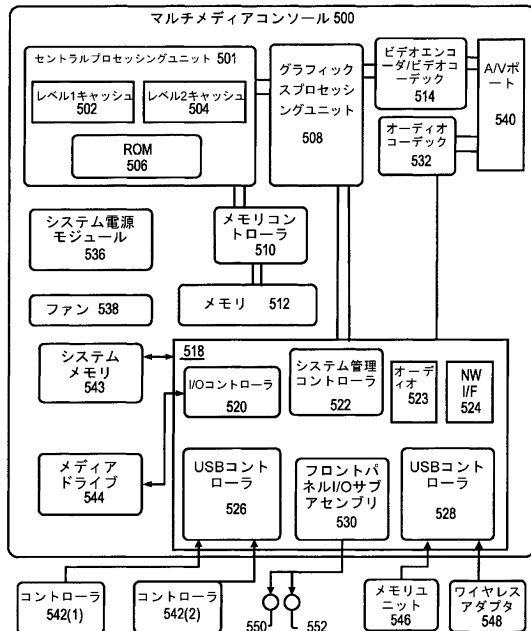 マルチメディアコンソール 500
セントラルプロセッシングユニット 501
レベル1キャッシュ
502
レベル2キャッシュ
504
ROM
506
グラフィック
スプロセッシ
ングユニット
508
ビデオエンコ
ーダ/ビデオコ
ーデック
514
A/Vポ
ート
540
オーディオ
コーデック
532
システム電源
モジュール
536
メモリコン
トローラ
510
ファン 538
メモリ 512
システム
メモリ
543
518
I/Oコントローラ
520
システム管理
コントローラ
522
オーデ
ィオ
523
NW
I/F
524
メディア
ドライブ
544
USBコント
ローラ
526
フロントパ
ネルI/Oサブ
アセンブリ
530
USBコント
ローラ
528
コントローラ
542(1)
コントローラ
542(2)
550
552
メモリユ
ニット
546
ワイヤレス
アダプタ
548